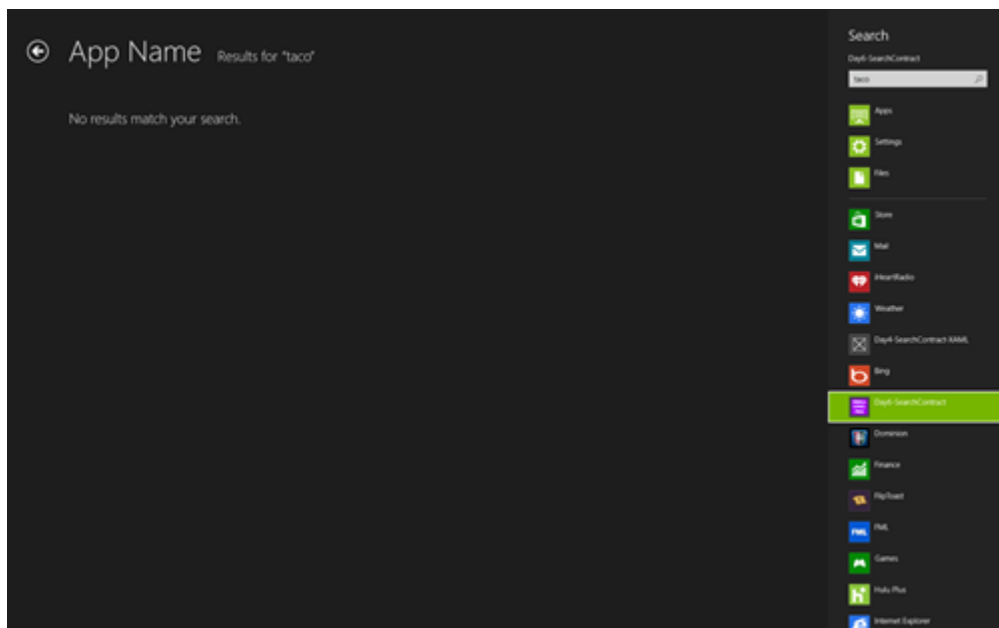 App Name Results for "taco"
No results match your search.
Search
Day6-SearchContract
taco
Apps
Settings
Files
Store
Mail
iHeartRadio
Weather
Day4-SearchContract-XAML
Bing
Day6-SearchContract
Dominion
Finance
FlipToast
FML
Games
Hulu Plus
Internet Explorer